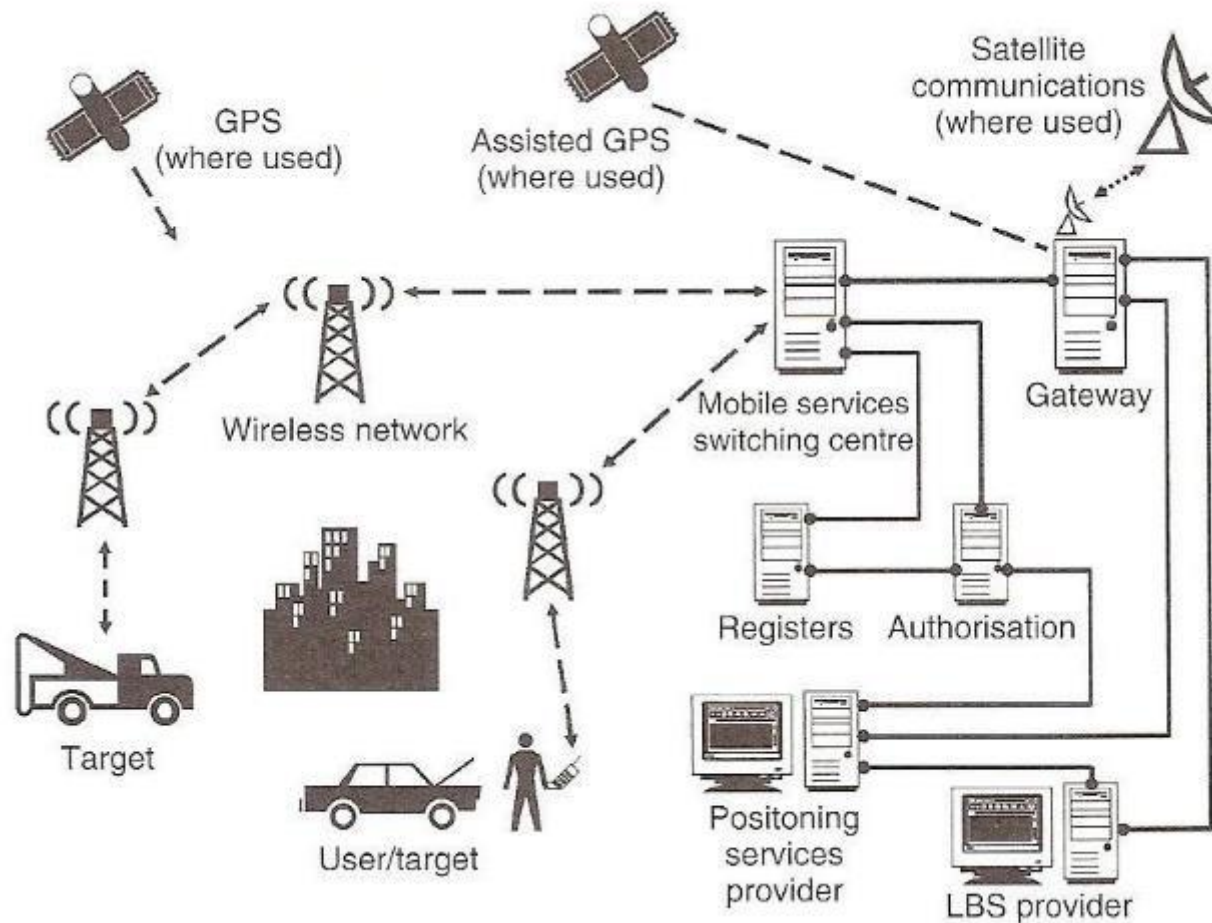 GPS
(where used)
Assisted GPS
(where used)
Satellite
communications
(where used)
Wireless network
Mobile services
switching centre
Gateway
Registers
Authorisation
Target
User/target
Positoning
services
provider
LBS provider